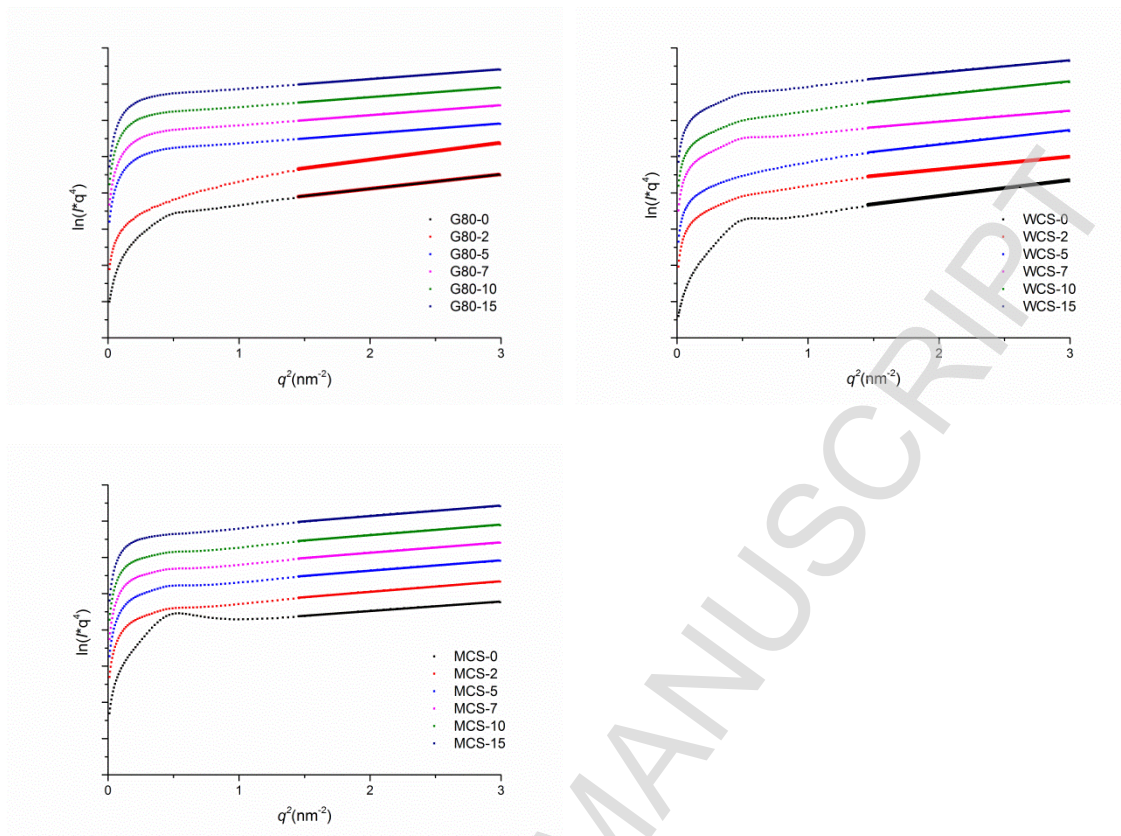 ln(I*q⁴)
G80-0
G80-2
G80-5
G80-7
G80-10
G80-15
0 1 2 3
q²(nm⁻²)
ln(I*q⁴)
WCS-0
WCS-2
WCS-5
WCS-7
WCS-10
WCS-15
0 1 2 3
q²(nm⁻²)
ln(I*q⁴)
MCS-0
MCS-2
MCS-5
MCS-7
MCS-10
MCS-15
0 1 2 3
q²(nm⁻²)
MANUSCRIPT